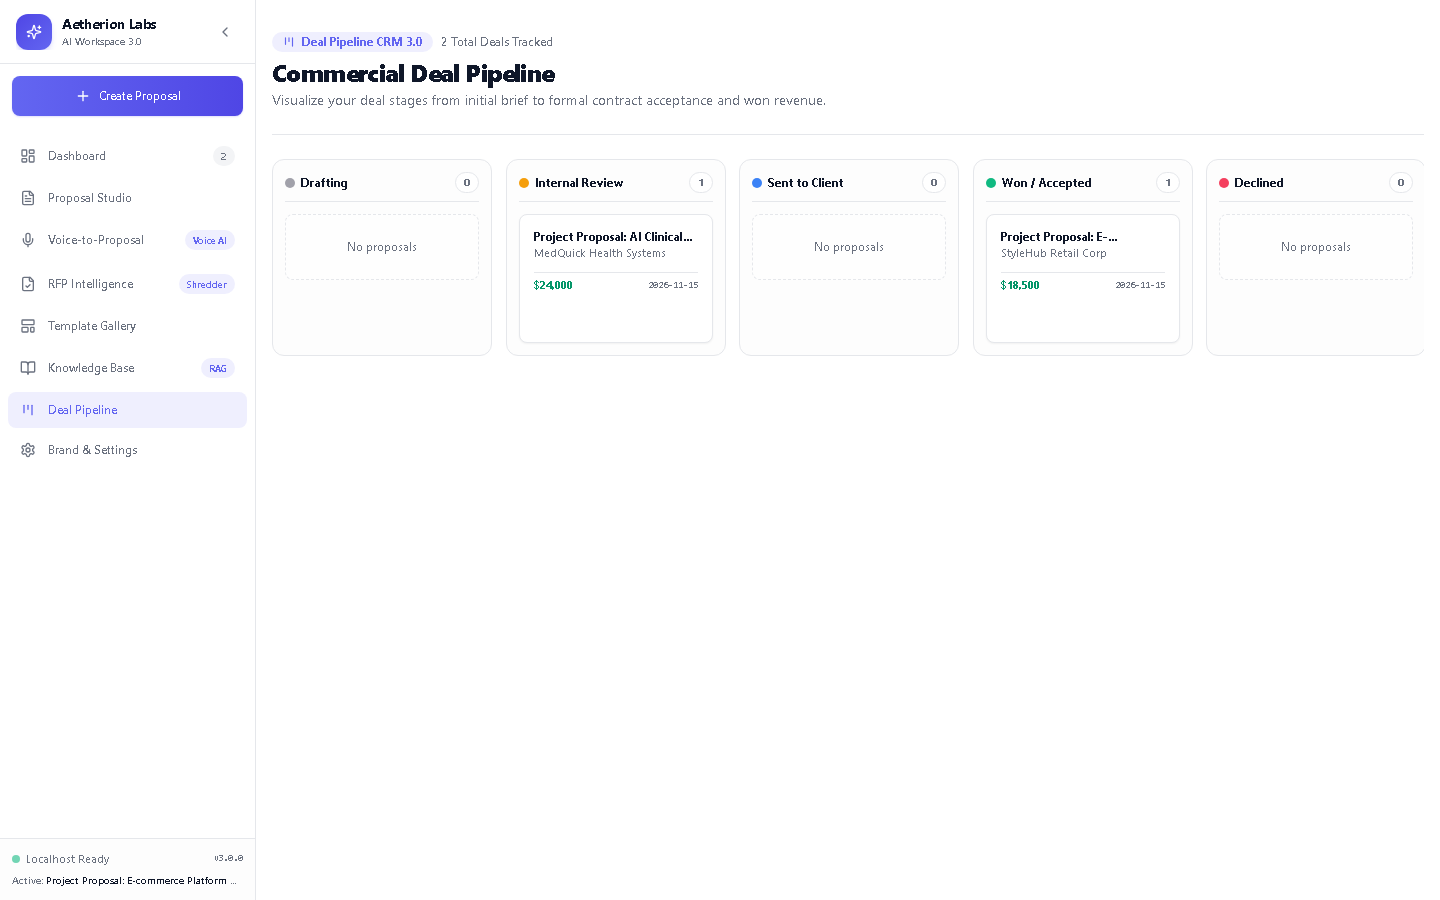 Aetherion Labs
AI Workspace 3.0
Create Proposal
Dashboard 2
Proposal Studio
Voice-to-Proposal Voice AI
RFP Intelligence Shredder
Template Gallery
Knowledge Base RAG
Deal Pipeline
Brand & Settings
Localhost Ready v3.0.0
Active: Project Proposal: E-commerce Platform ...
Deal Pipeline CRM 3.0 2 Total Deals Tracked
Commercial Deal Pipeline
Visualize your deal stages from initial brief to formal contract acceptance and won revenue.
Drafting 0
No proposals
Internal Review 1
Project Proposal: AI Clinical...
MedQuick Health Systems
$24,000 2026-11-15
Sent to Client 0
No proposals
Won / Accepted 1
Project Proposal: E-...
StyleHub Retail Corp
$18,500 2026-11-15
Declined 0
No proposals